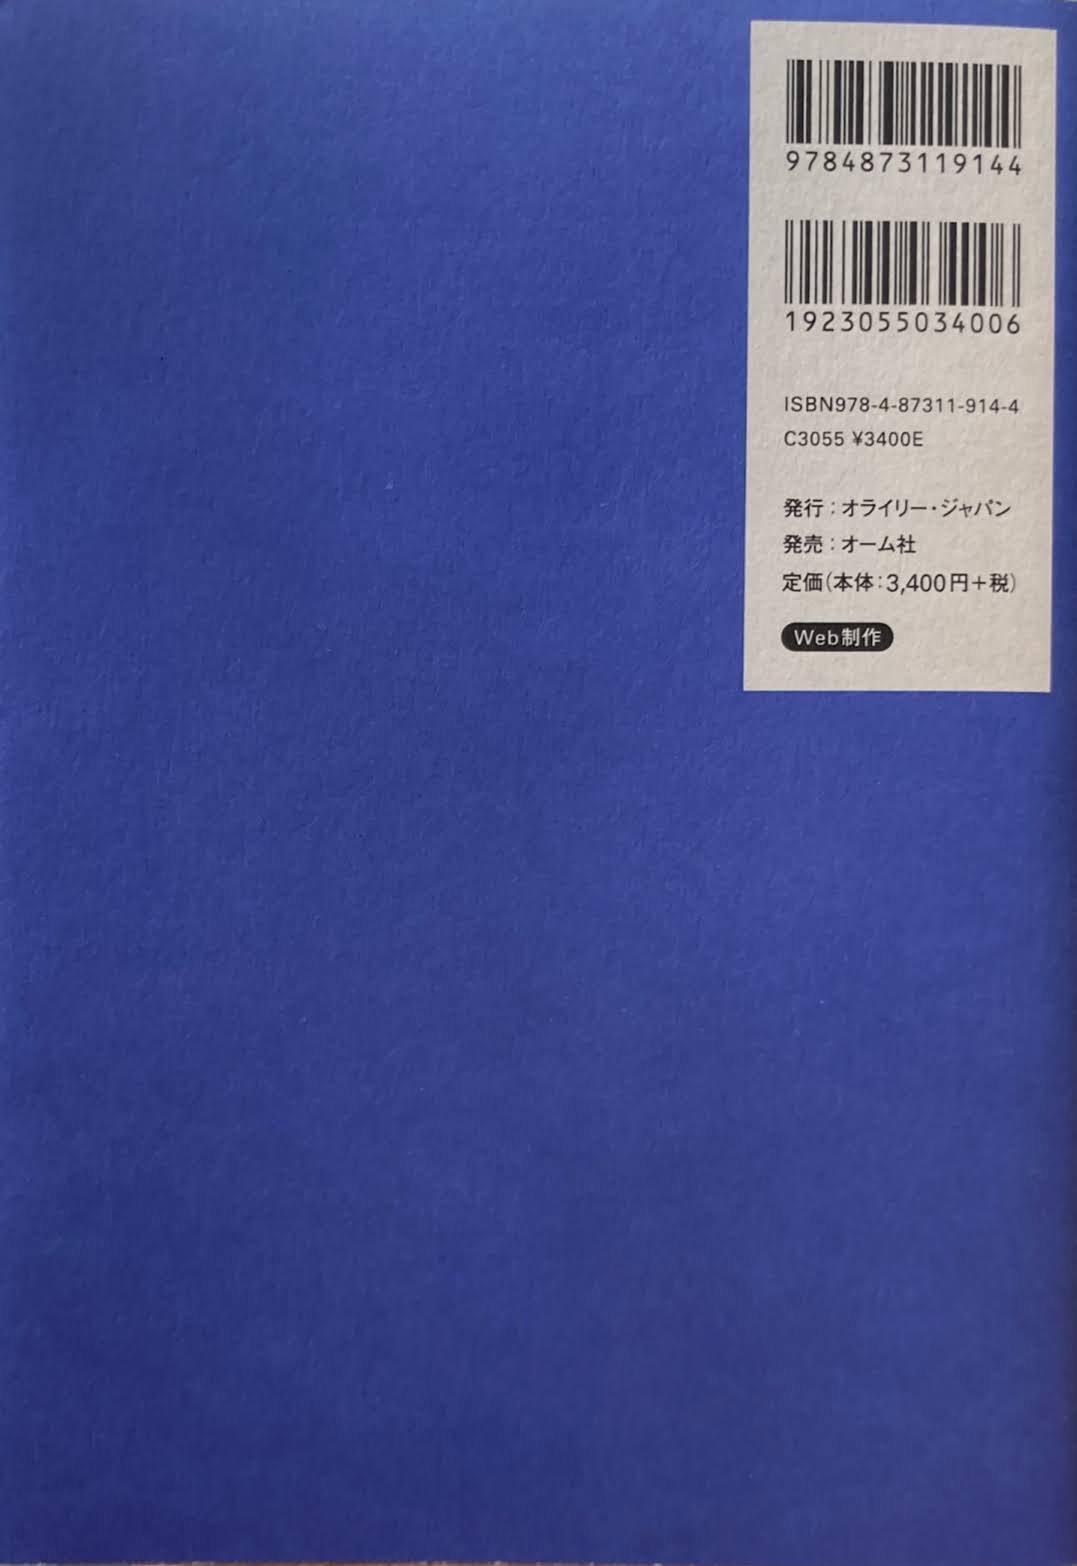 9784873119144
1923055034006
ISBN978-4-87311-914-4
C3055 ¥3400E
発行：オライリー・ジャパン
発売：オーム社
定価（本体：3,400円＋税）
Web制作